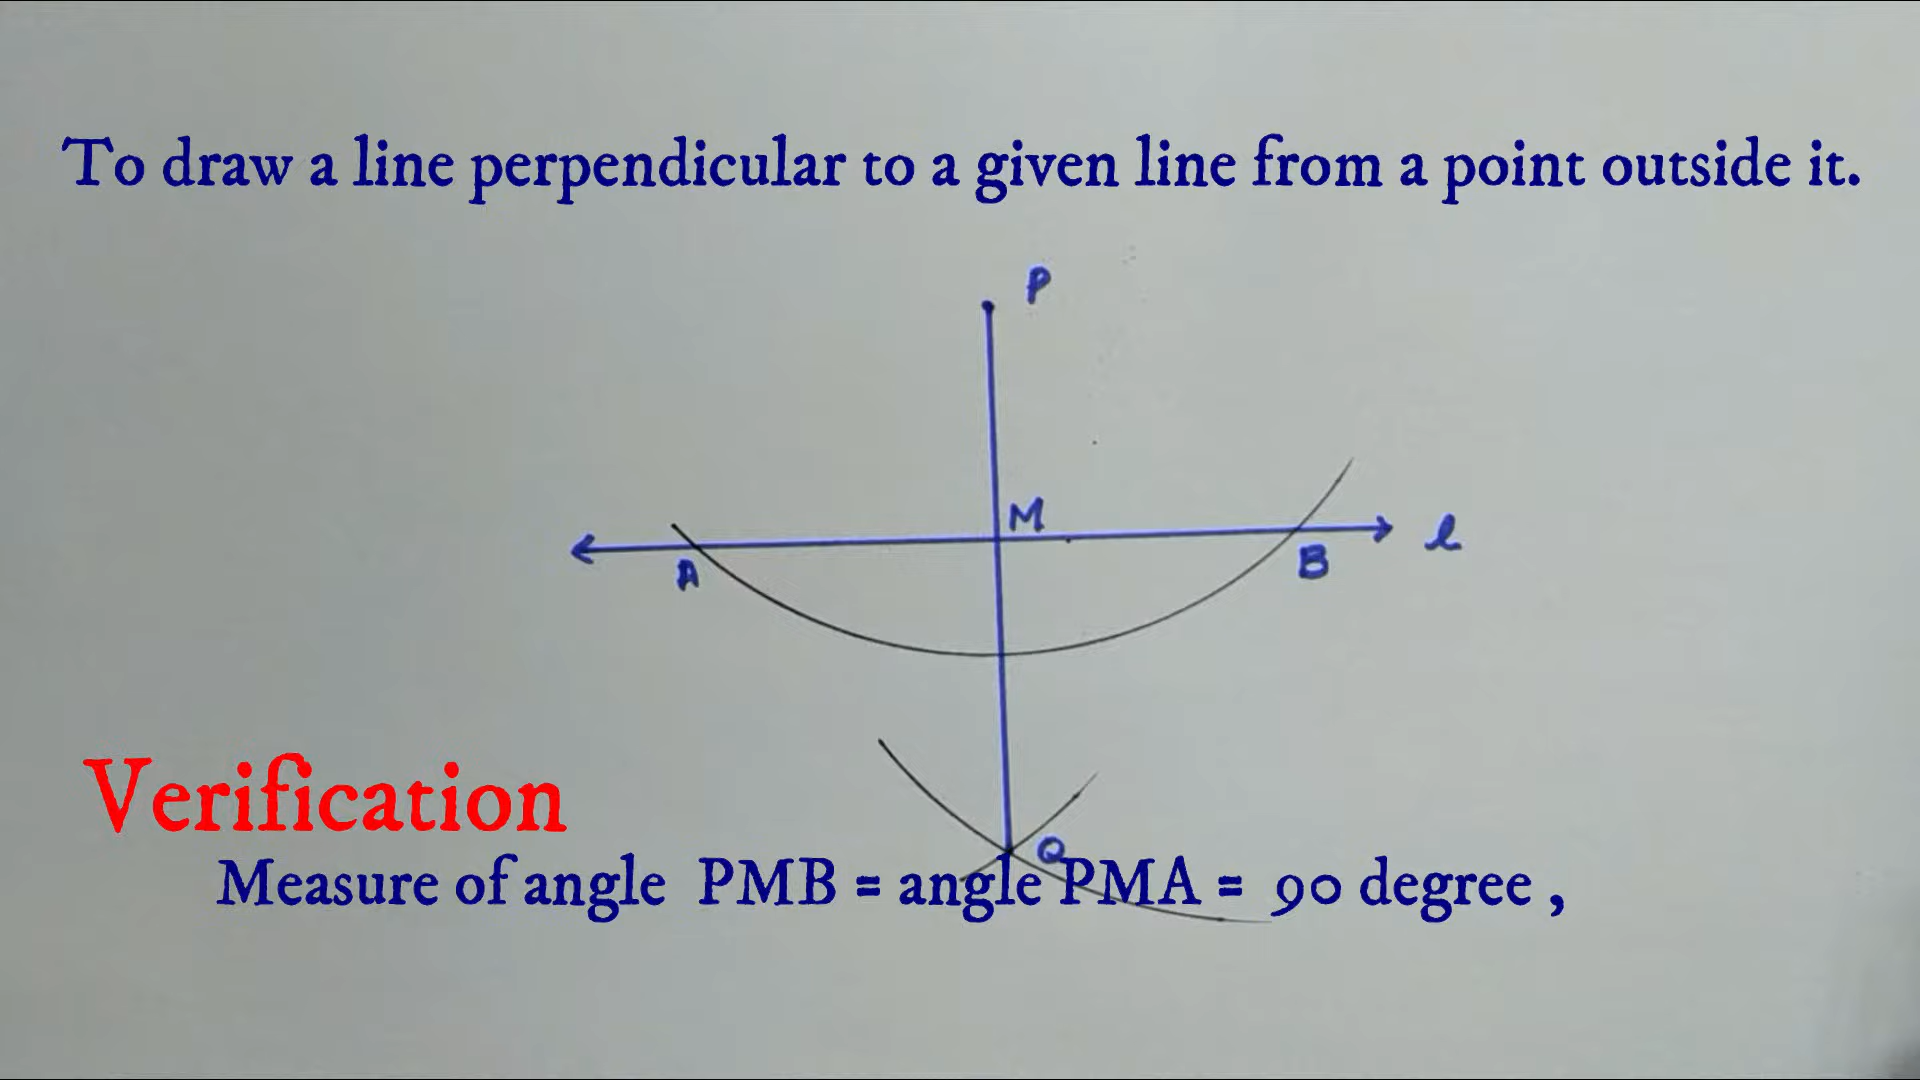 To draw a line perpendicular to a given line from a point outside it.
P
M
l
A
B
Verification
Q
Measure of angle PMB = angle PMA = 90 degree ,